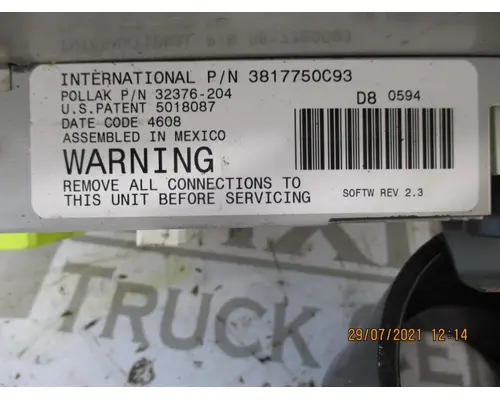 INTERNATIONAL P/N 3817750C93
POLLAK P/N 32376-204
U.S.PATENT 5018087
DATE CODE 4608
ASSEMBLED IN MEXICO
WARNING
REMOVE ALL CONNECTIONS TO
THIS UNIT BEFORE SERVICING
D8 0594
SOFTW REV 2.3
TRUCK
29/07/2021 12:14